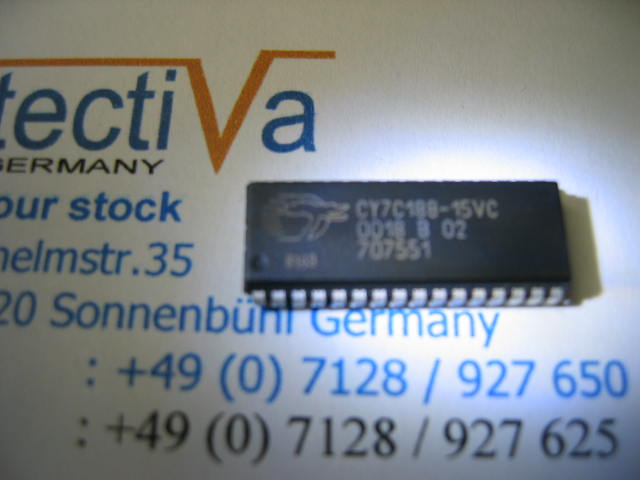 tectiVa
GERMANY
our stock
helmstr.35
20 Sonnenbühl Germany
: +49 (0) 7128 / 927 650
: +49 (0) 7128 / 927 625
CY7C188-15VC
0018 B 02
707551